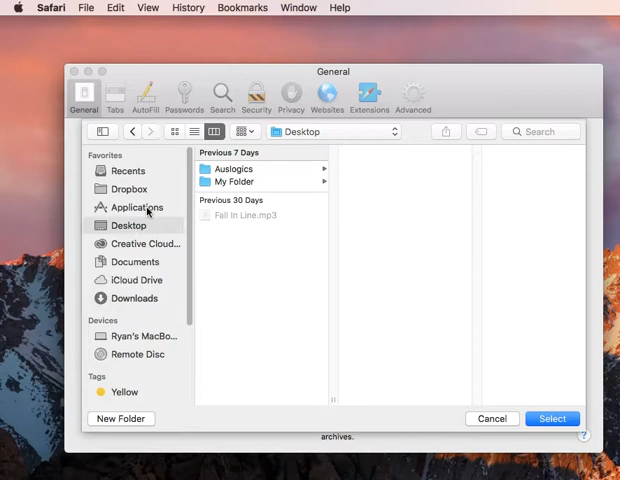 Safari File Edit View History Bookmarks Window Help
General
General Tabs AutoFill Passwords Search Security Privacy Websites Extensions Advanced
Desktop Search
Favorites
Recents
Dropbox
Applications
Desktop
Creative Cloud...
Documents
iCloud Drive
Downloads
Devices
Ryan's MacBo...
Remote Disc
Tags
Yellow
Previous 7 Days
Auslogics
My Folder
Previous 30 Days
Fall In Line.mp3
New Folder Cancel Select
archives. ?